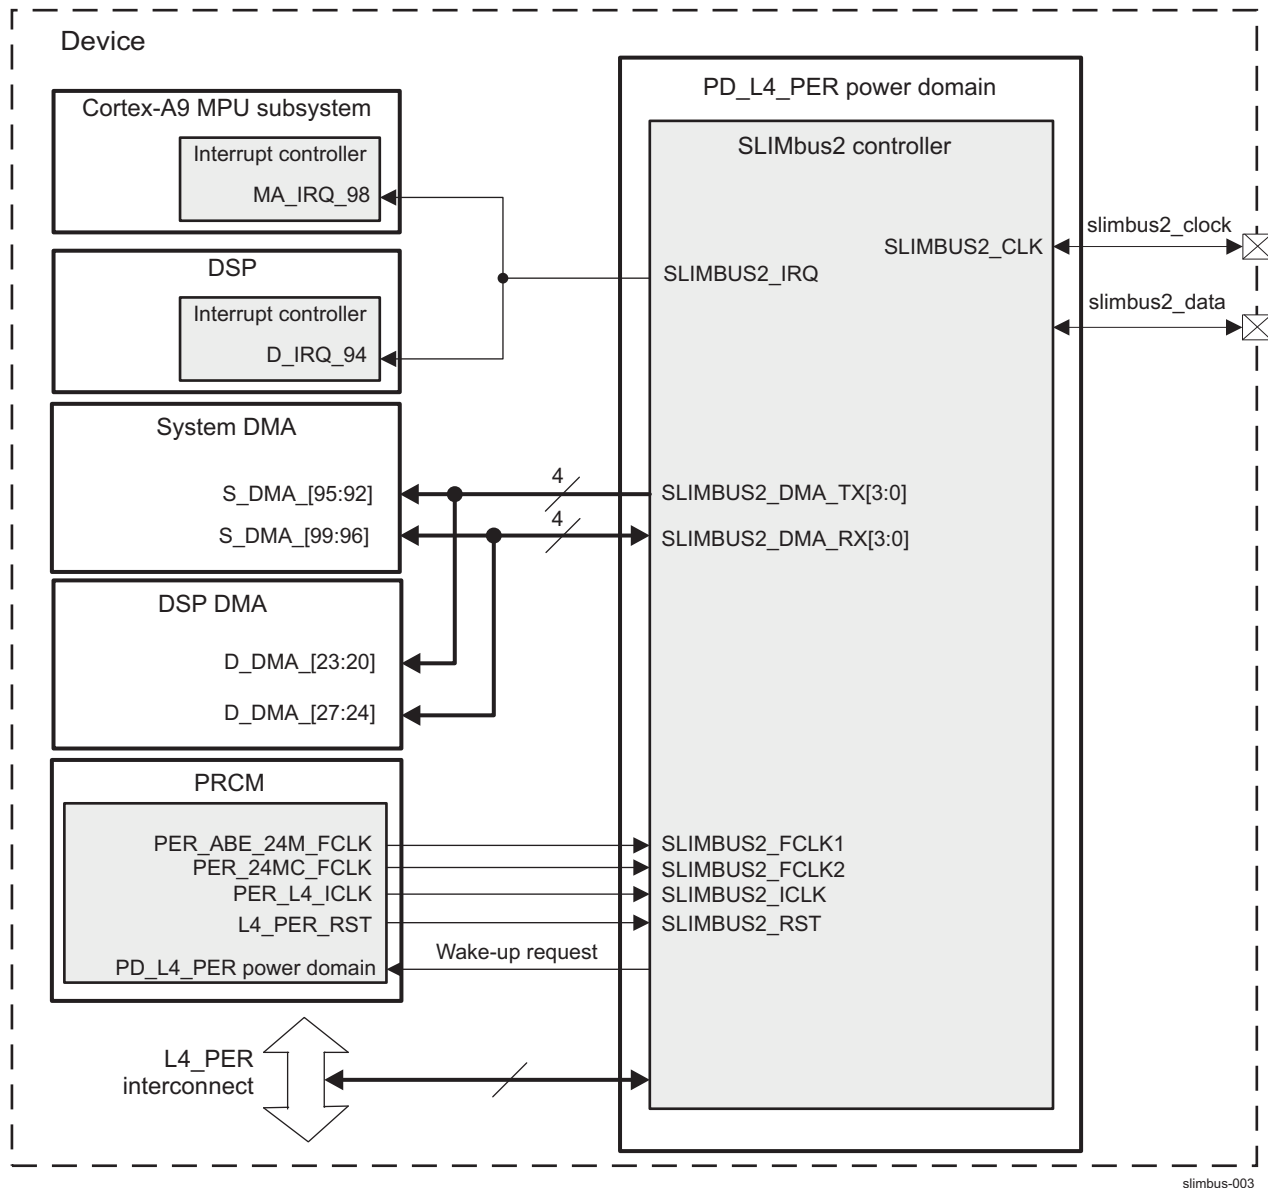 Device
Cortex-A9 MPU subsystem
Interrupt controller
MA_IRQ_98
DSP
Interrupt controller
D_IRQ_94
System DMA
S_DMA_[95:92]
S_DMA_[99:96]
DSP DMA
D_DMA_[23:20]
D_DMA_[27:24]
PRCM
PER_ABE_24M_FCLK
PER_24MC_FCLK
PER_L4_ICLK
L4_PER_RST
PD_L4_PER power domain
L4_PER
interconnect
4
4
Wake-up request
PD_L4_PER power domain
SLIMbus2 controller
SLIMBUS2_IRQ
SLIMBUS2_CLK
SLIMBUS2_DMA_TX[3:0]
SLIMBUS2_DMA_RX[3:0]
SLIMBUS2_FCLK1
SLIMBUS2_FCLK2
SLIMBUS2_ICLK
SLIMBUS2_RST
slimbus2_clock
slimbus2_data
slimbus-003